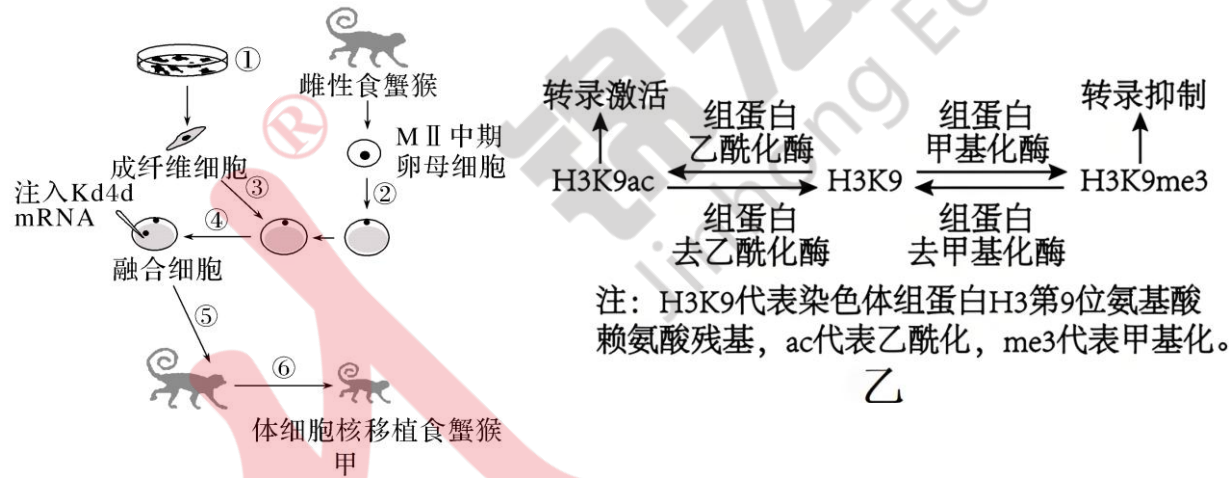 ①
雌性食蟹猴
MⅡ中期
卵母细胞
成纤维细胞
③
②
注入Kd4d
mRNA
④
融合细胞
⑤
⑥
体细胞核移植食蟹猴
甲
转录激活
组蛋白
乙酰化酶
组蛋白
甲基化酶
转录抑制
H3K9ac
H3K9
H3K9me3
组蛋白
去乙酰化酶
组蛋白
去甲基化酶
注：H3K9代表染色体组蛋白H3第9位氨基酸
赖氨酸残基，ac代表乙酰化，me3代表甲基化。
乙
®
Jinhong